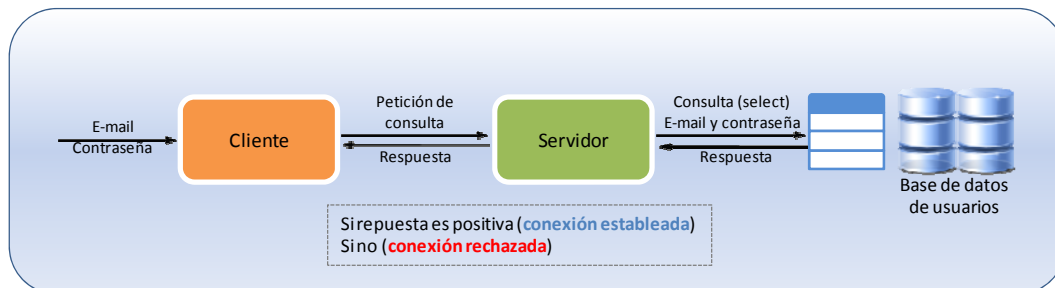 E-mail
Contraseña
Cliente
Petición de
consulta
Respuesta
Servidor
Consulta (select)
E-mail y contraseña
Respuesta
Base de datos
de usuarios
Si repuesta es positiva (conexión estableada)
Si no (conexión rechazada)